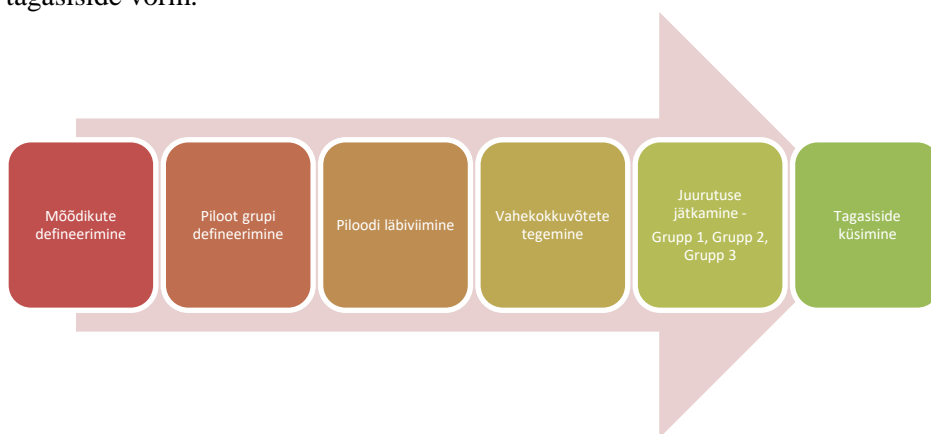 tagasiside vorm.
Mõõdikute
defineerimine
Piloot grupi
defineerimine
Piloodi läbiviimine
Vahekokkuvõtete
tegemine
Juurutuse
jätkamine -
Grupp 1, Grupp 2,
Grupp 3
Tagasiside
küsimine